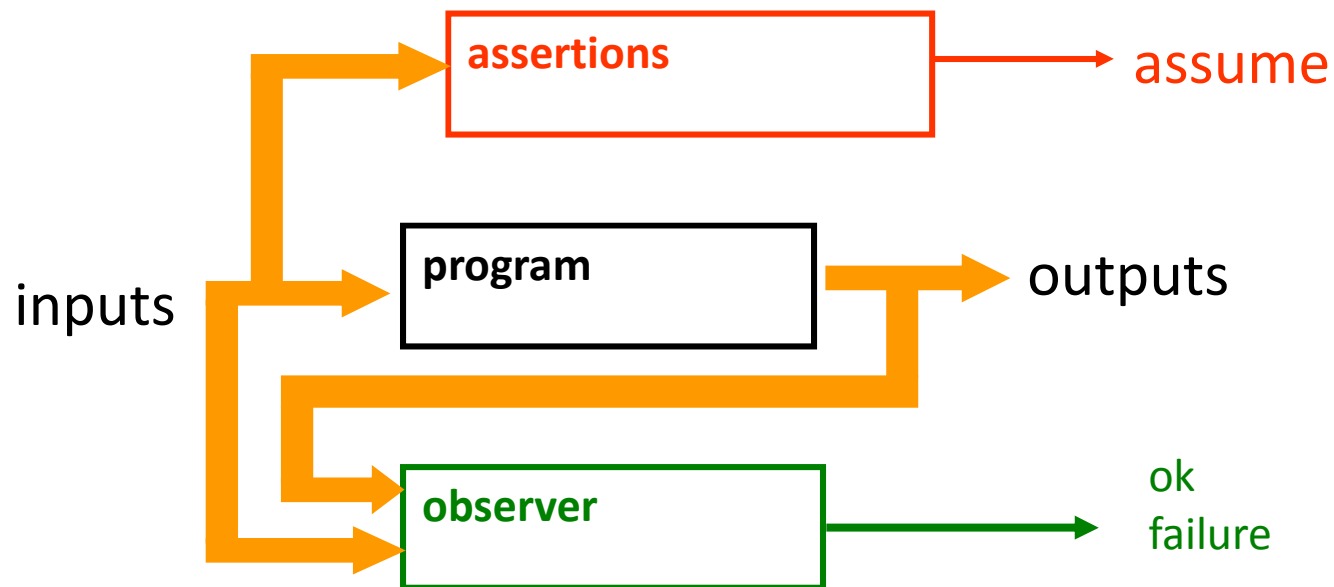 assertions
assume
program
inputs
outputs
observer
ok
failure